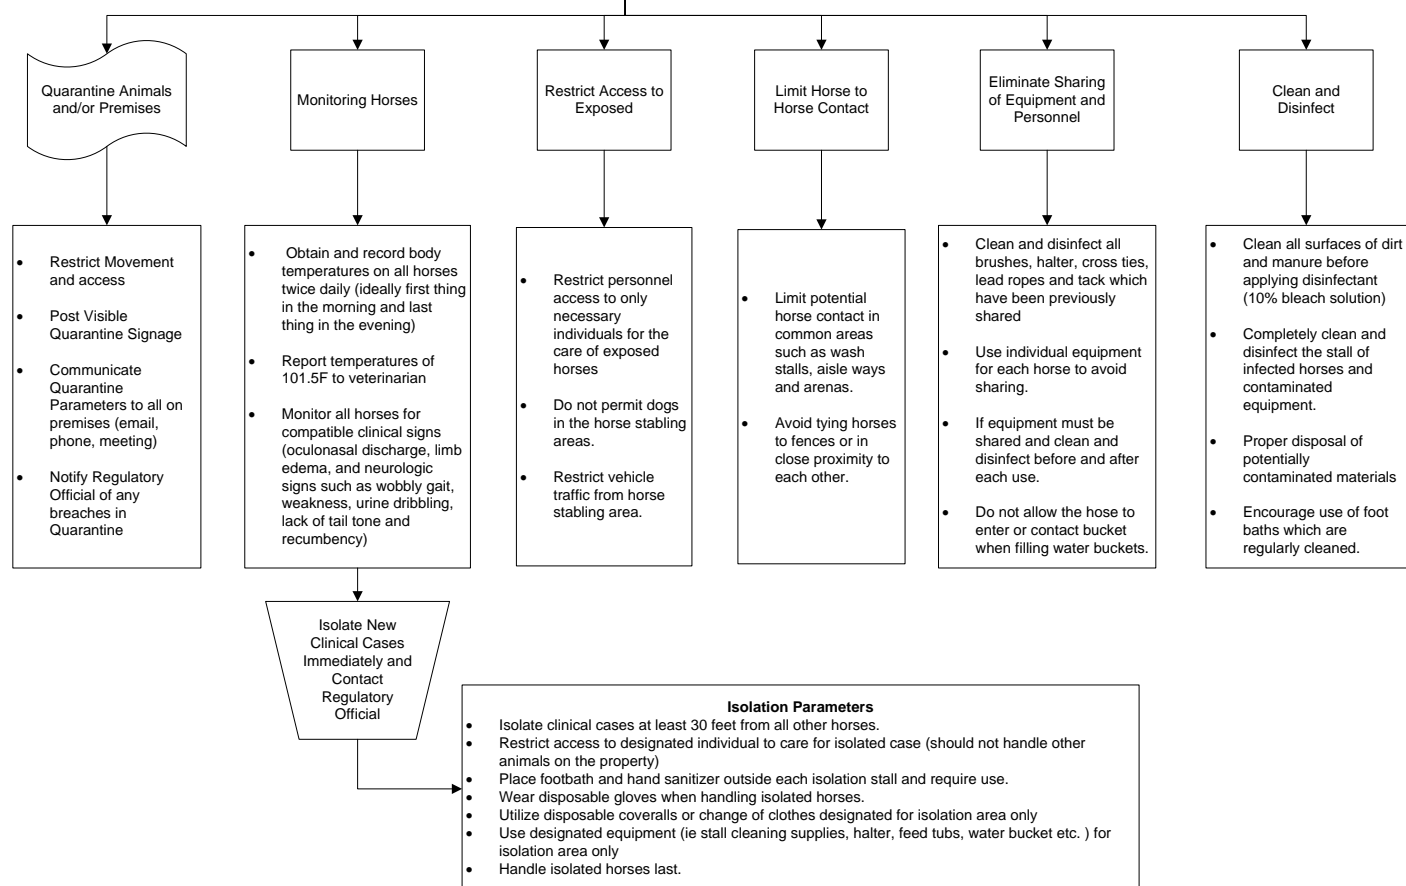 Quarantine Animals
and/or Premises
Monitoring Horses
Restrict Access to
Exposed
Limit Horse to
Horse Contact
Eliminate Sharing
of Equipment and
Personnel
Clean and
Disinfect
• Restrict Movement
and access
• Post Visible
Quarantine Signage
• Communicate
Quarantine
Parameters to all on
premises (email,
phone, meeting)
• Notify Regulatory
Official of any
breaches in
Quarantine
• Obtain and record body
temperatures on all horses
twice daily (ideally first thing
in the morning and last
thing in the evening)
• Report temperatures of
101.5F to veterinarian
• Monitor all horses for
compatible clinical signs
(oculonasal discharge, limb
edema, and neurologic
signs such as wobbly gait,
weakness, urine dribbling,
lack of tail tone and
recumbency)
• Restrict personnel
access to only
necessary
individuals for the
care of exposed
horses
• Do not permit dogs
in the horse stabling
areas.
• Restrict vehicle
traffic from horse
stabling area.
• Limit potential
horse contact in
common areas
such as wash
stalls, aisle ways
and arenas.
• Avoid tying horses
to fences or in
close proximity to
each other.
• Clean and disinfect all
brushes, halter, cross ties,
lead ropes and tack which
have been previously
shared
• Use individual equipment
for each horse to avoid
sharing.
• If equipment must be
shared and clean and
disinfect before and after
each use.
• Do not allow the hose to
enter or contact bucket
when filling water buckets.
• Clean all surfaces of dirt
and manure before
applying disinfectant
(10% bleach solution)
• Completely clean and
disinfect the stall of
infected horses and
contaminated
equipment.
• Proper disposal of
potentially
contaminated materials
• Encourage use of foot
baths which are
regularly cleaned.
Isolate New
Clinical Cases
Immediately and
Contact
Regulatory
Official
Isolation Parameters
• Isolate clinical cases at least 30 feet from all other horses.
• Restrict access to designated individual to care for isolated case (should not handle other
animals on the property)
• Place footbath and hand sanitizer outside each isolation stall and require use.
• Wear disposable gloves when handling isolated horses.
• Utilize disposable coveralls or change of clothes designated for isolation area only
• Use designated equipment (ie stall cleaning supplies, halter, feed tubs, water bucket etc. ) for
isolation area only
• Handle isolated horses last.